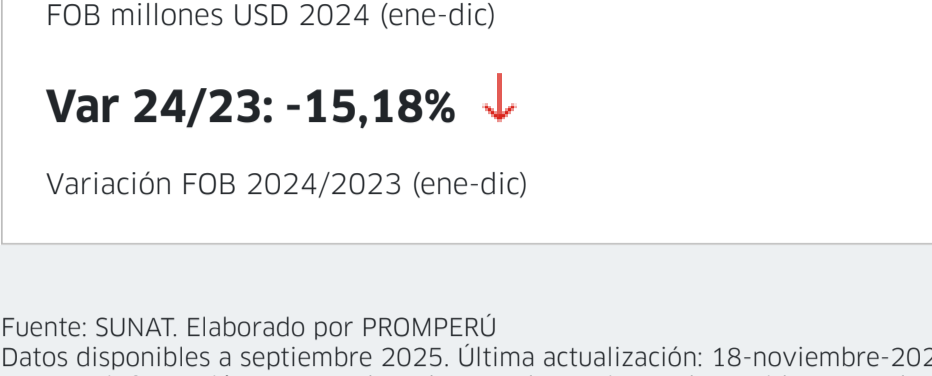 FOB millones USD 2024 (ene-dic)
Var 24/23: -15,18%
Variación FOB 2024/2023 (ene-dic)
Fuente: SUNAT. Elaborado por PROMPERÚ
Datos disponibles a septiembre 2025. Última actualización: 18-noviembre-202